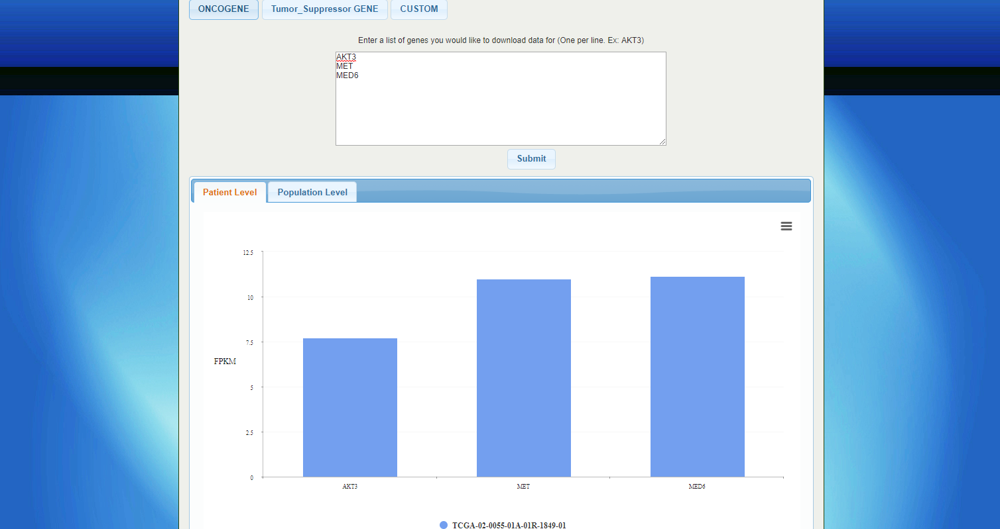 ONCOGENE Tumor_Suppressor GENE CUSTOM
Enter a list of genes you would like to download data for (One per line. Ex: AKT3)
AKT3
MET
MED6
Submit
Patient Level Population Level
12.5
10
7.5
FPKM
5
2.5
0
AKT3 MET MED6
TCGA-02-0055-01A-01R-1849-01